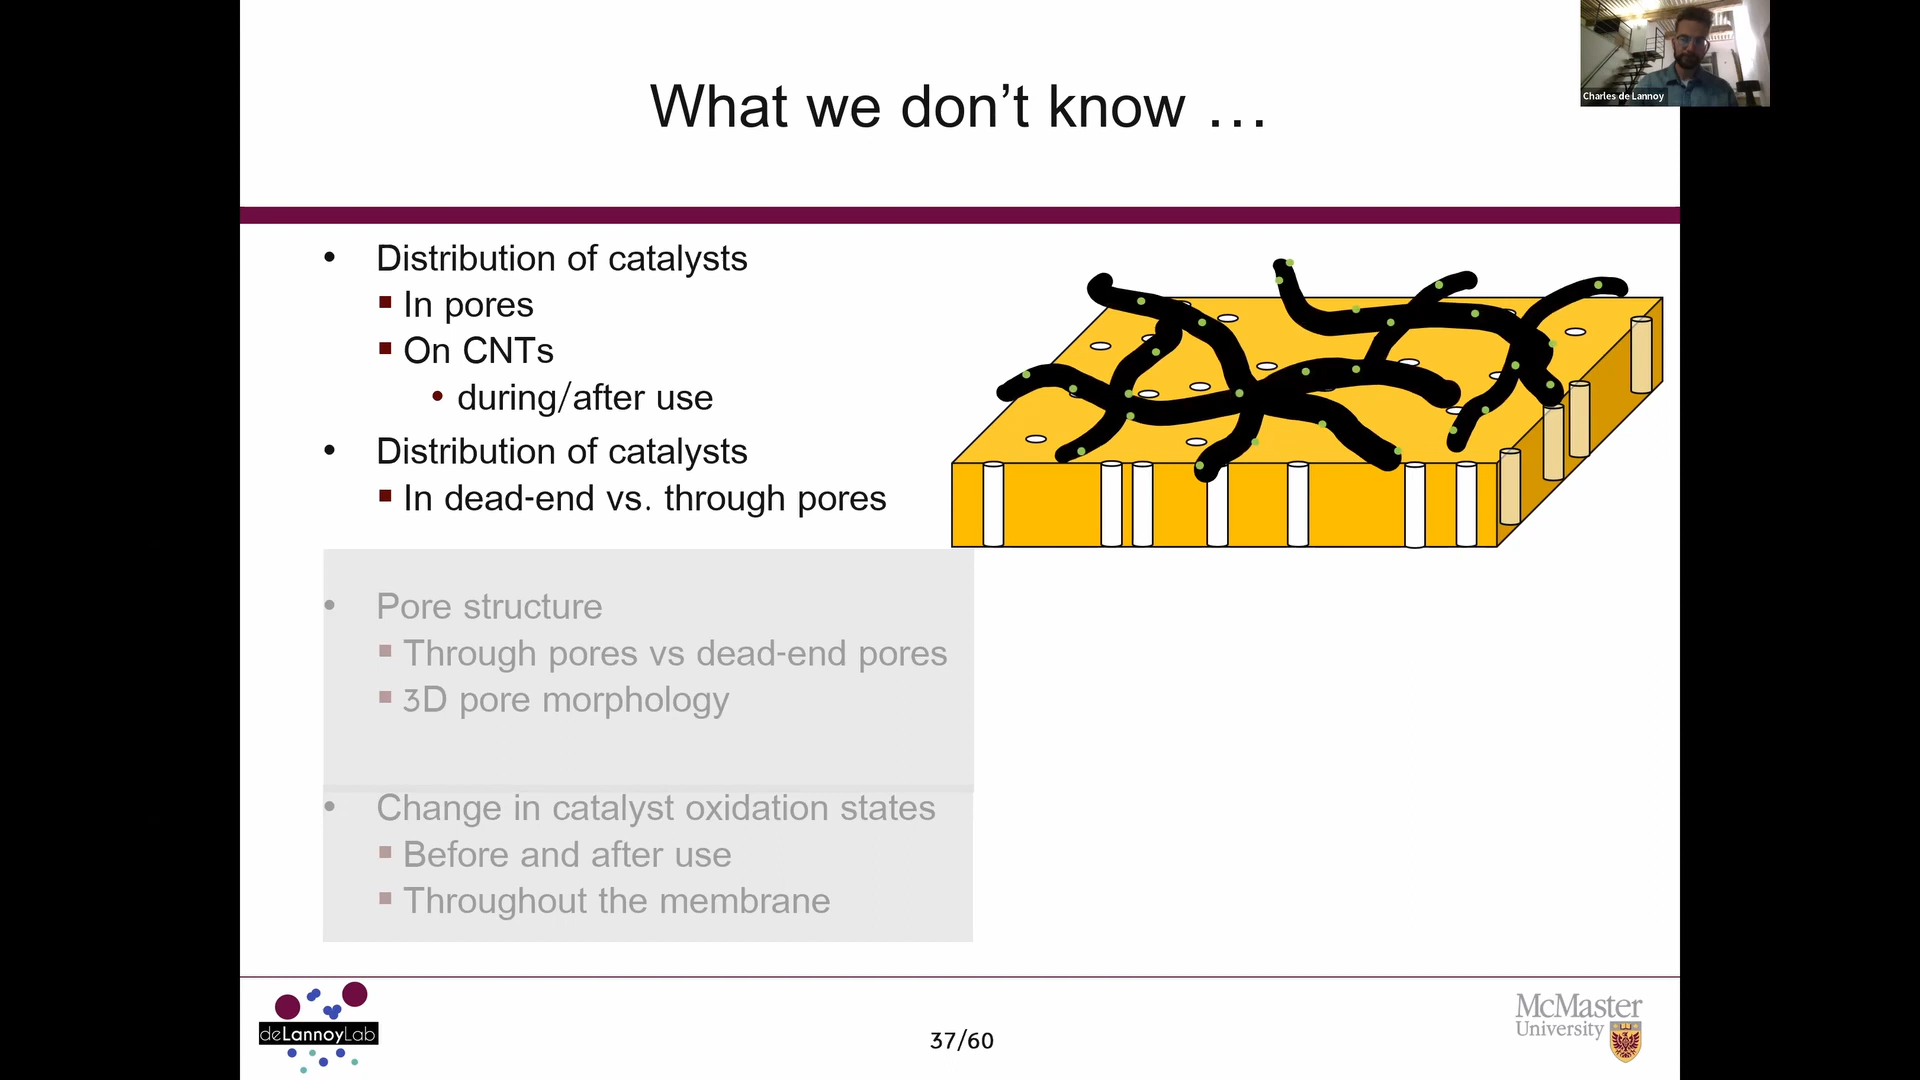 What we don't know …
Charles de Lannoy
• Distribution of catalysts
▪ In pores
▪ On CNTs
• during/after use
• Distribution of catalysts
▪ In dead-end vs. through pores
• Pore structure
▪ Through pores vs dead-end pores
▪ 3D pore morphology
• Change in catalyst oxidation states
▪ Before and after use
▪ Throughout the membrane
deLannoyLab
37/60
McMaster
University